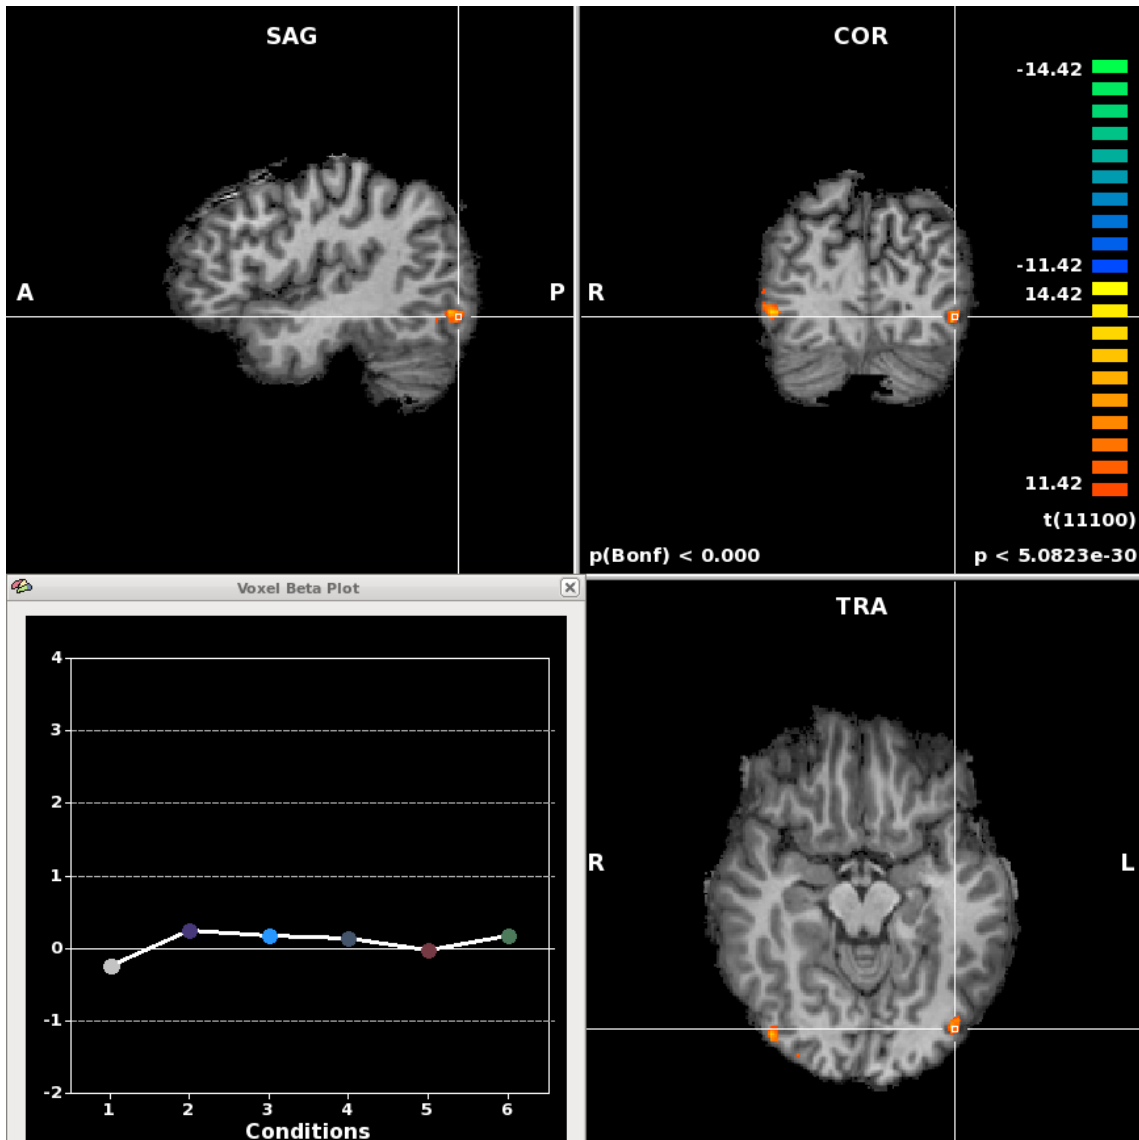 SAG
COR
-14.42
-11.42
14.42
A
P
R
11.42
t(11100)
p(Bonf) < 0.000
p < 5.0823e-30
Voxel Beta Plot
TRA
4
3
2
1
0
-1
-2
1 2 3 4 5 6
Conditions
R
L